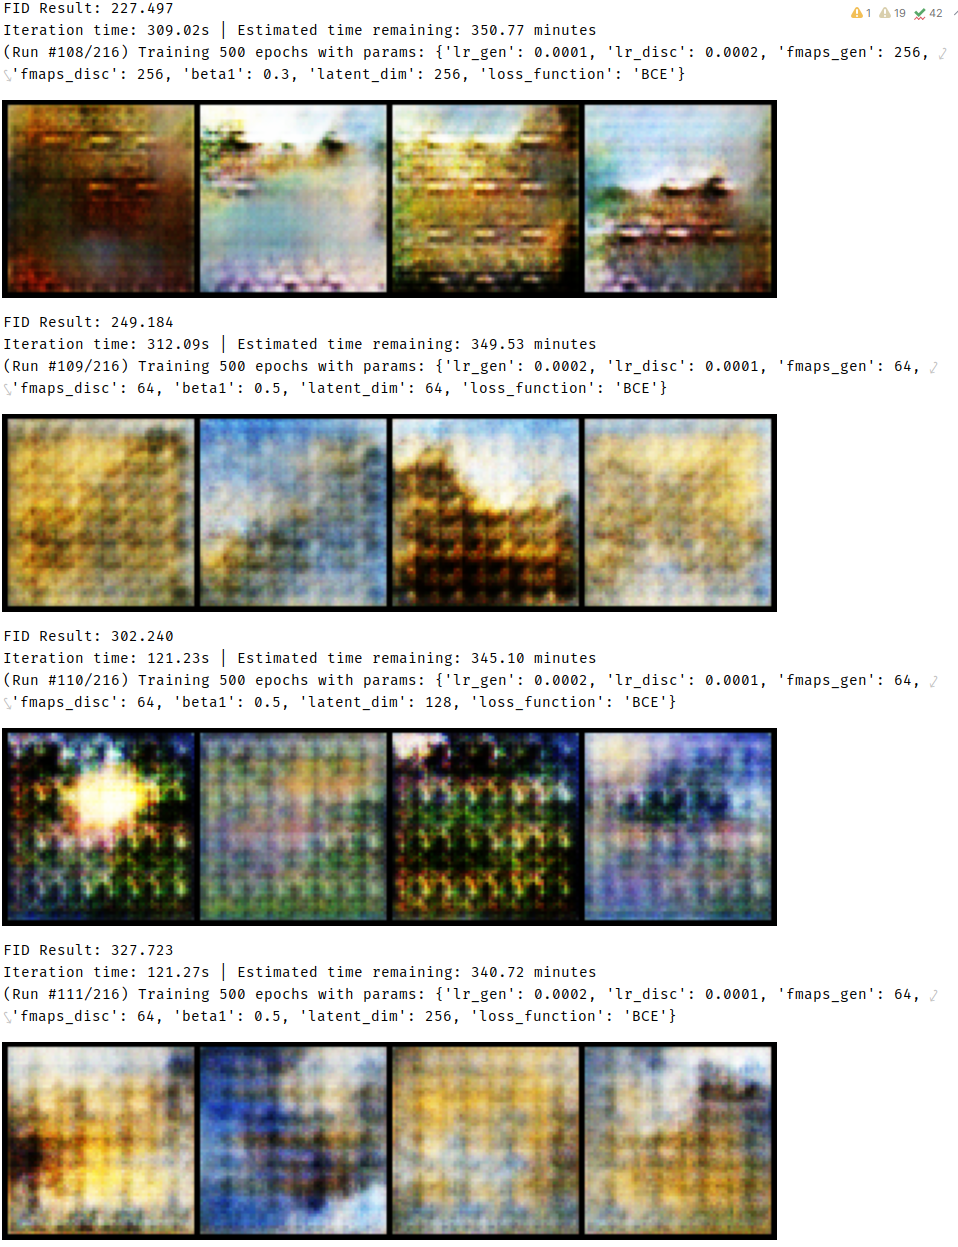 FID Result: 227.497
1 19 42
Iteration time: 309.02s | Estimated time remaining: 350.77 minutes
(Run #108/216) Training 500 epochs with params: {'lr_gen': 0.0001, 'lr_disc': 0.0002, 'fmaps_gen': 256,
'fmaps_disc': 256, 'beta1': 0.3, 'latent_dim': 256, 'loss_function': 'BCE'}
FID Result: 249.184
Iteration time: 312.09s | Estimated time remaining: 349.53 minutes
(Run #109/216) Training 500 epochs with params: {'lr_gen': 0.0002, 'lr_disc': 0.0001, 'fmaps_gen': 64,
'fmaps_disc': 64, 'beta1': 0.5, 'latent_dim': 64, 'loss_function': 'BCE'}
FID Result: 302.240
Iteration time: 121.23s | Estimated time remaining: 345.10 minutes
(Run #110/216) Training 500 epochs with params: {'lr_gen': 0.0002, 'lr_disc': 0.0001, 'fmaps_gen': 64,
'fmaps_disc': 64, 'beta1': 0.5, 'latent_dim': 128, 'loss_function': 'BCE'}
FID Result: 327.723
Iteration time: 121.27s | Estimated time remaining: 340.72 minutes
(Run #111/216) Training 500 epochs with params: {'lr_gen': 0.0002, 'lr_disc': 0.0001, 'fmaps_gen': 64,
'fmaps_disc': 64, 'beta1': 0.5, 'latent_dim': 256, 'loss_function': 'BCE'}